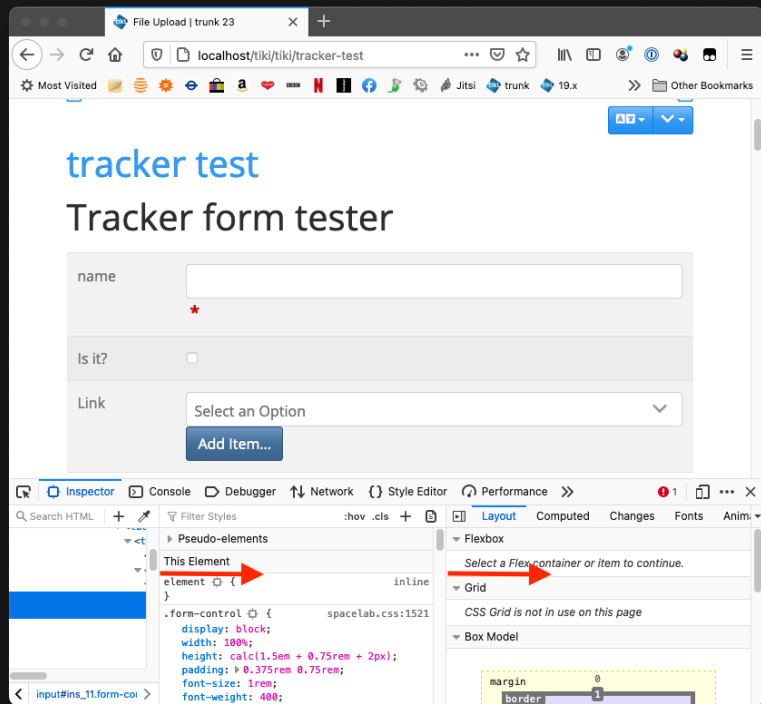 File Upload | trunk 23
localhost/tiki/tiki/tracker-test
Most Visited
Jitsi
trunk
19.x
Other Bookmarks
tracker test
Tracker form tester
name
*
Is it?
Link
Select an Option
Add Item...
Inspector Console Debugger Network Style Editor Performance 1
Search HTML
Filter Styles
:hov .cls
Layout Computed Changes Fonts Anim
Pseudo-elements
This Element
element { inline
}
.form-control { spacelab.css:1521
display: block;
width: 100%;
height: calc(1.5em + 0.75rem + 2px);
padding: 0.375rem 0.75rem;
font-size: 1rem;
font-weight: 400;
Flexbox
Select a Flex container or item to continue.
Grid
CSS Grid is not in use on this page
Box Model
margin 0
border 1
<t
input#ins_11.form-co